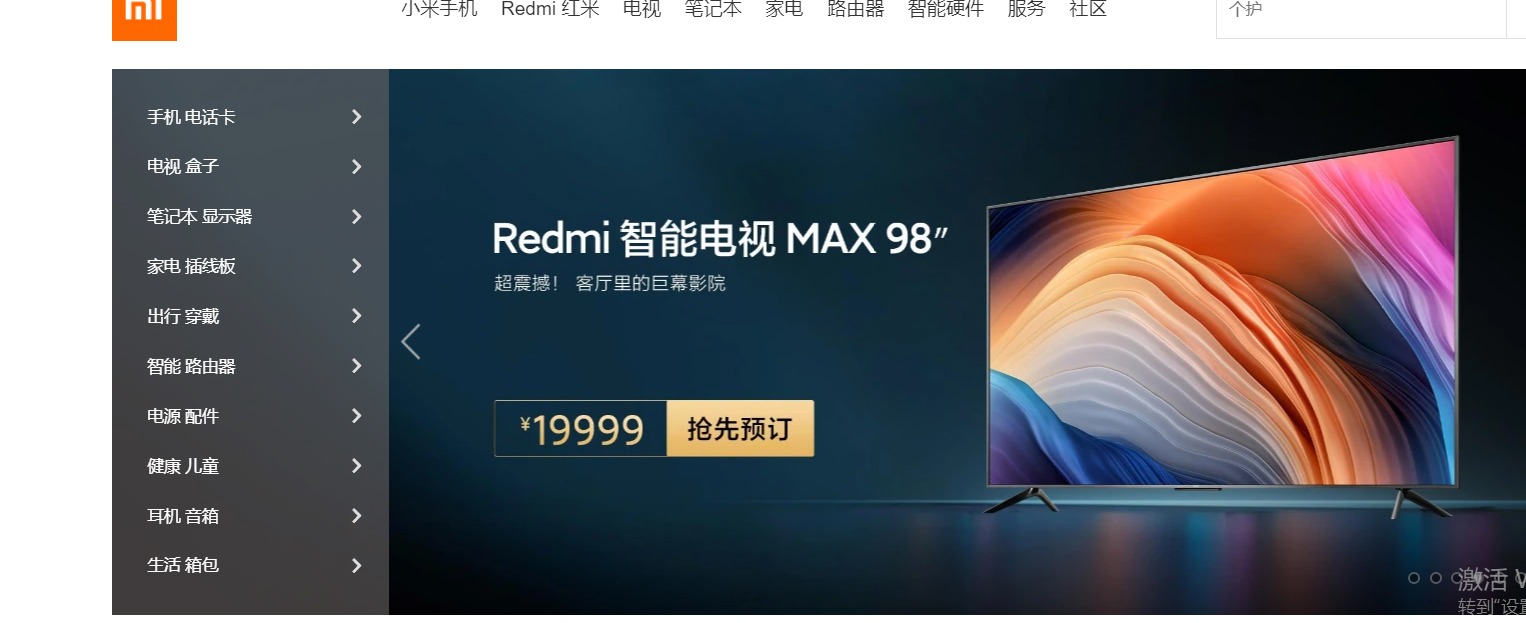 小米手机 Redmi 红米 电视 笔记本 家电 路由器 智能硬件 服务 社区
个护
手机 电话卡
电视 盒子
笔记本 显示器
家电 插线板
出行 穿戴
智能 路由器
电源 配件
健康 儿童
耳机 音箱
生活 箱包
Redmi 智能电视 MAX 98″
超震撼! 客厅里的巨幕影院
¥19999 抢先预订
激活
转到"设置